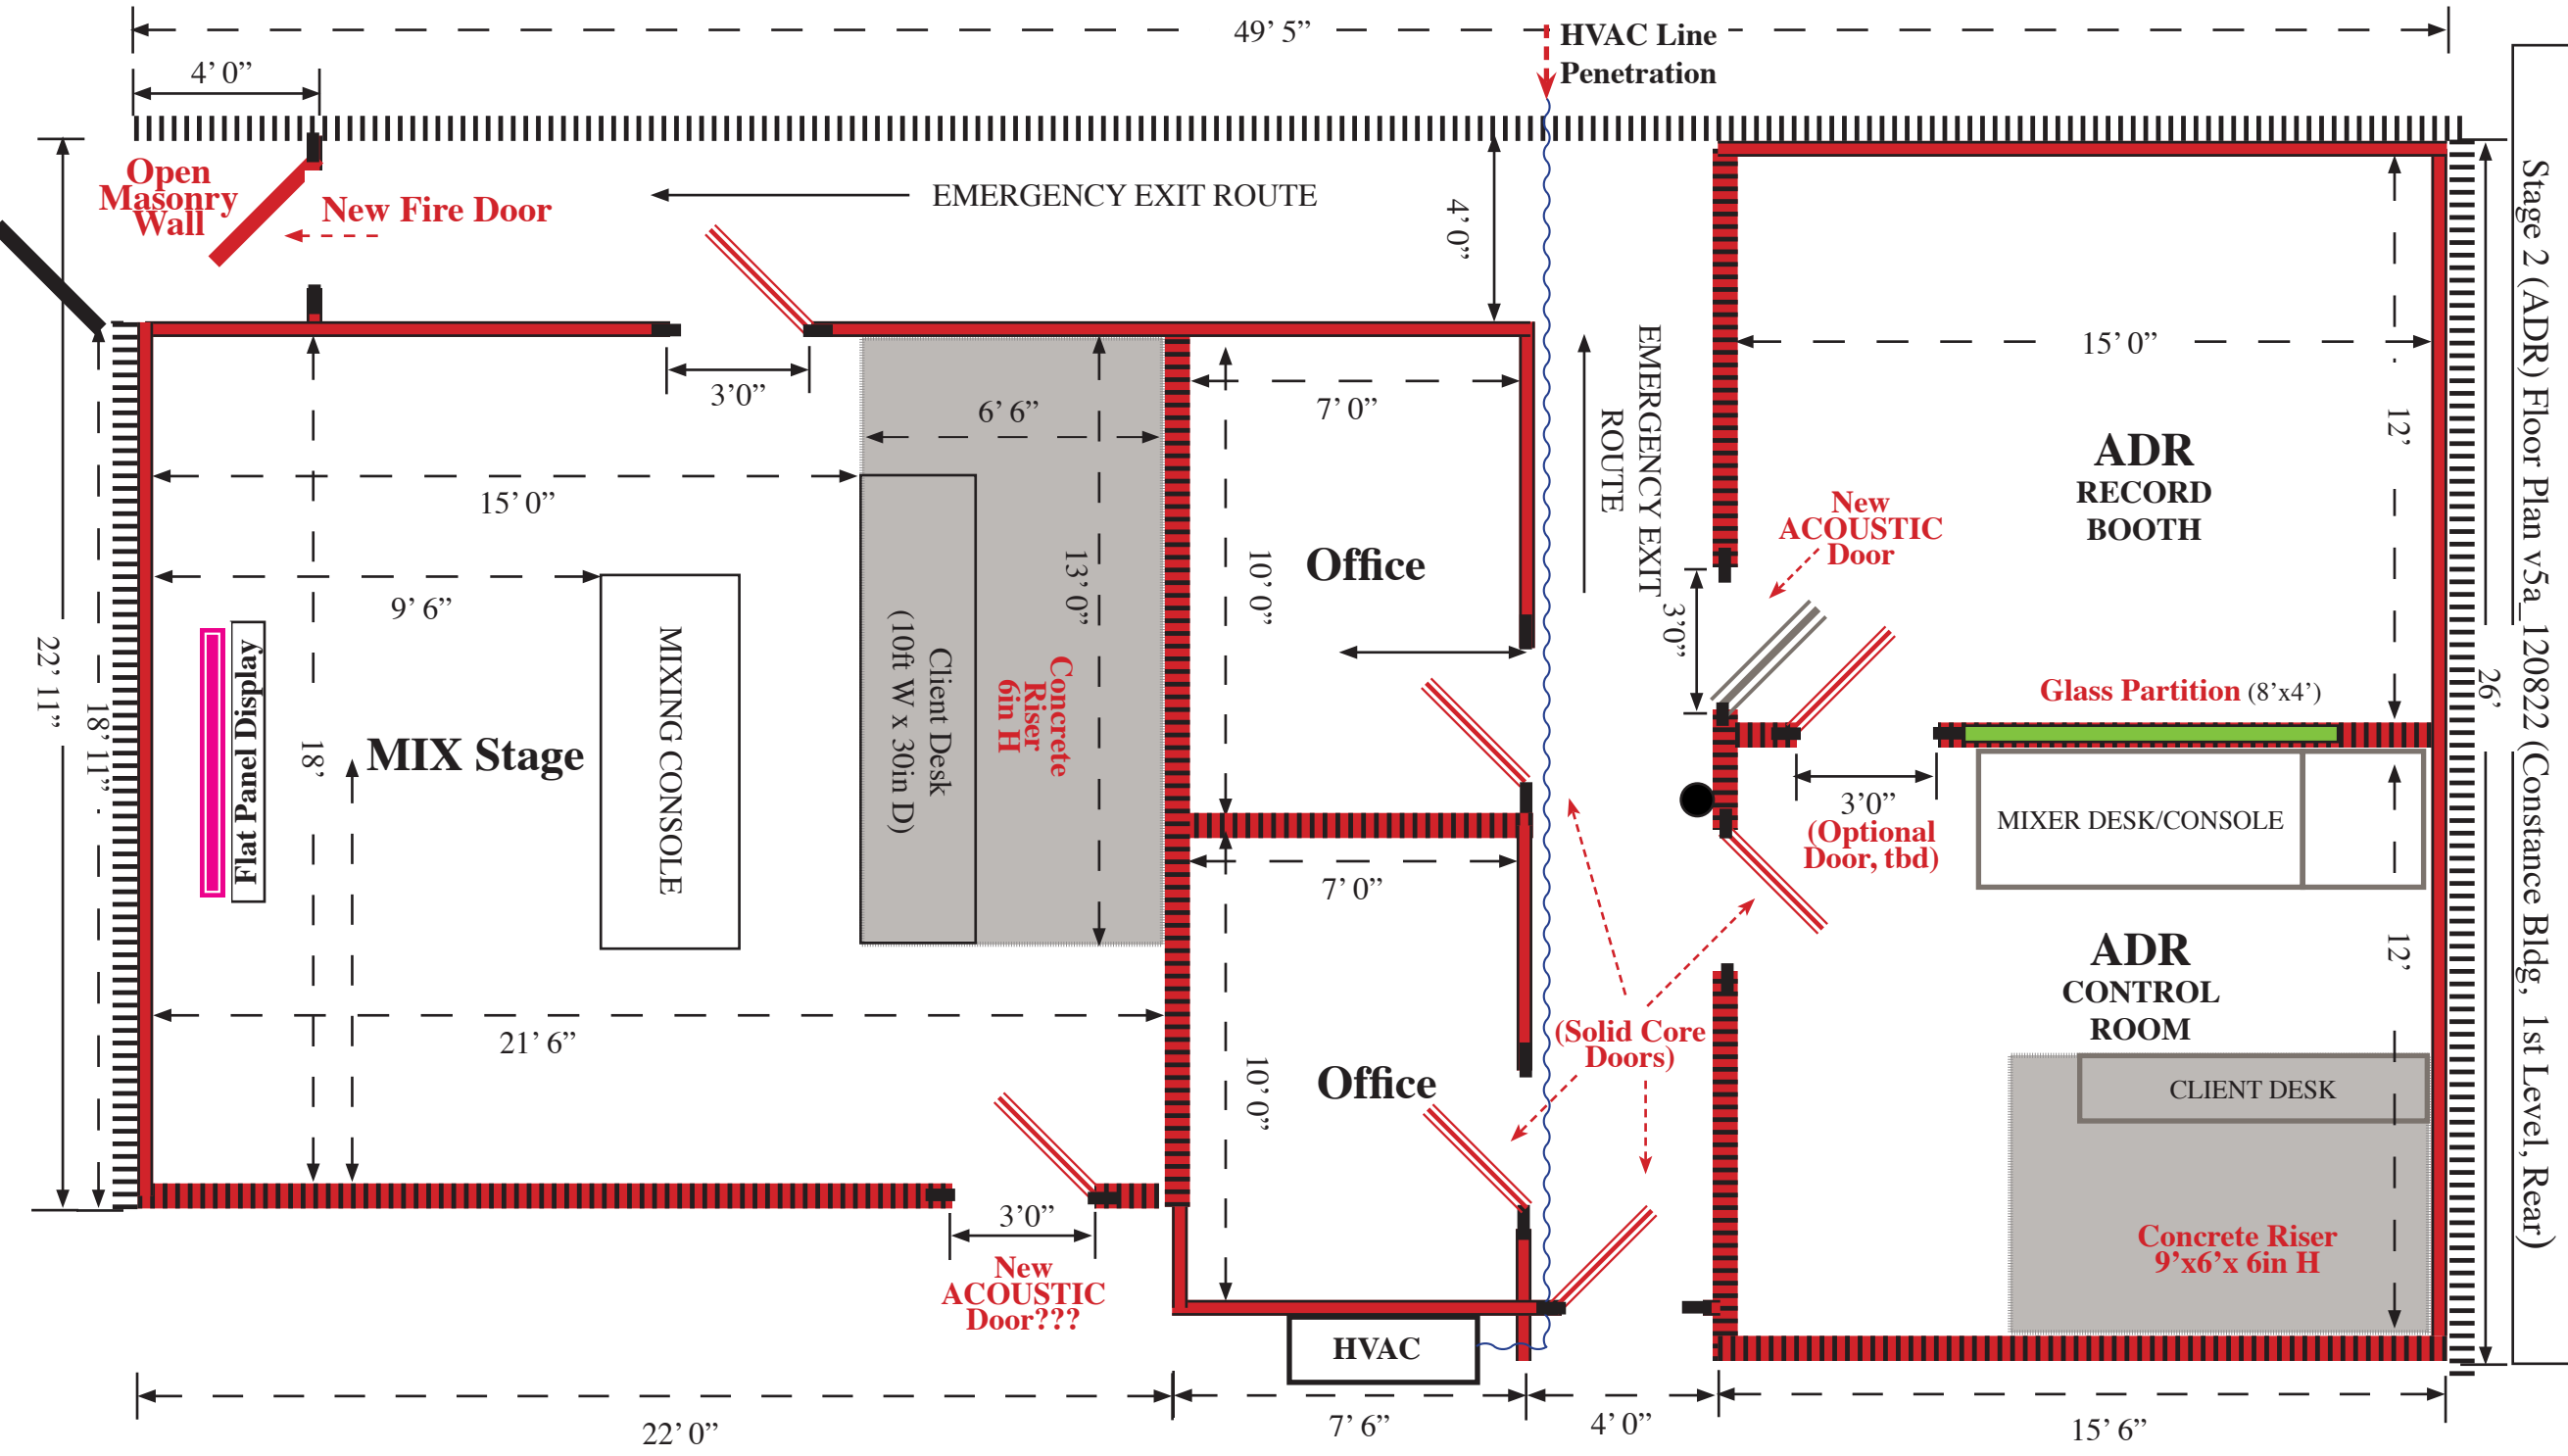 49’ 5”
HVAC Line
Penetration
4’ 0”
Open
Masonry
Wall
New Fire Door
EMERGENCY EXIT ROUTE
4’ 0”
3’0”
6’ 6”
7’ 0”
15’ 0”
15’ 0”
9’ 6”
EMERGENCY EXIT
ROUTE
12’
ADR
RECORD
BOOTH
New
ACOUSTIC
Door
3’0”
Office
10’ 0”
13’ 0”
Concrete
Riser
6in H
Client Desk
(10ft W x 30in D)
MIXING CONSOLE
MIX Stage
18’
Flat Panel Display
18’ 11”
22’ 11”
Glass Partition (8’x4’)
26’
Stage 2 (ADR) Floor Plan v5a_120822 (Constance Bldg, 1st Level, Rear)
3’0”
(Optional
Door, tbd)
MIXER DESK/CONSOLE
7’ 0”
ADR
CONTROL
ROOM
12’
21’ 6”
(Solid Core
Doors)
Office
10’ 0”
CLIENT DESK
Concrete Riser
9’x6’x 6in H
3’0”
New
ACOUSTIC
Door???
HVAC
22’ 0”
7’ 6”
4’ 0”
15’ 6”